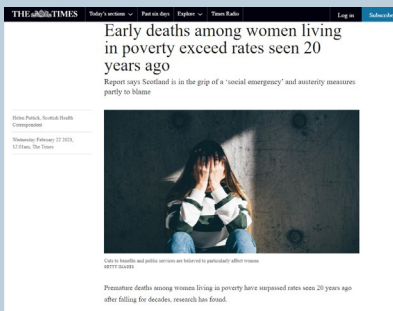 THE TIMES Today's sections Past six days Explore Times Radio Log in Subscribe
Early deaths among women living
in poverty exceed rates seen 20
years ago
Report says Scotland is in the grip of a 'social emergency' and austerity measures
partly to blame
Helen Puttick, Scottish Health
Correspondent
Wednesday February 22 2023,
12.01am, The Times
Cuts to benefits and public services are believed to particularly affect women
GETTY IMAGES
Premature deaths among women living in poverty have surpassed rates seen 20 years ago
after falling for decades, research has found.